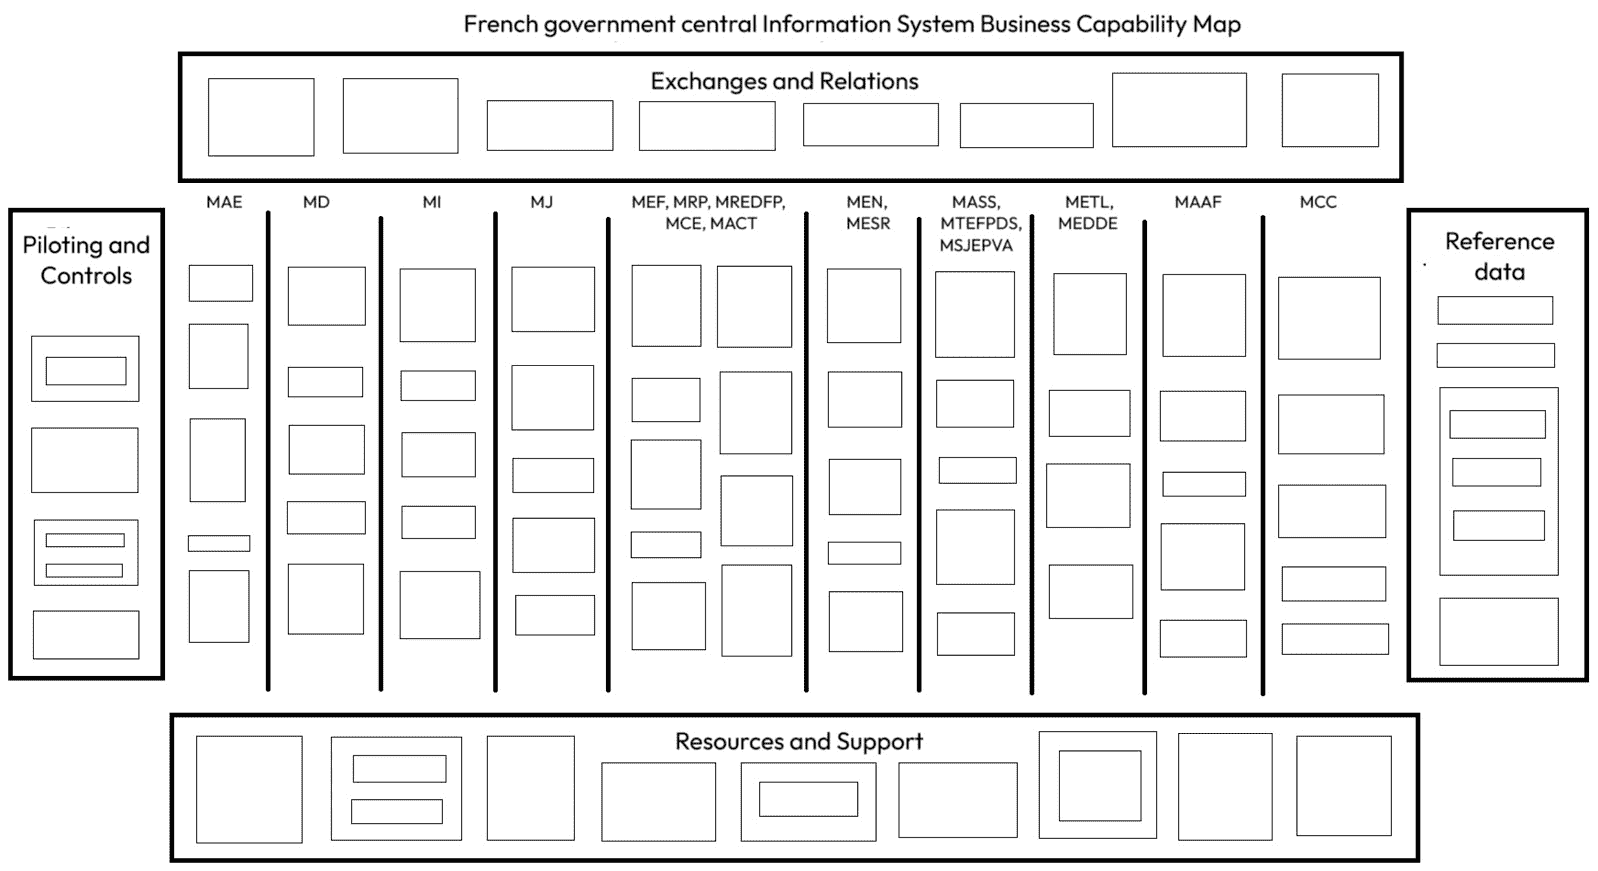 French government central Information System Business Capability Map
Exchanges and Relations
MAE
MD
MI
MJ
MEF, MRP, MREDFP,
MCE, MACT
MEN,
MESR
MASS,
MTEFPDS,
MSJEPVA
METL,
MEDDE
MAAF
MCC
Piloting and
Controls
Reference
data
Resources and Support